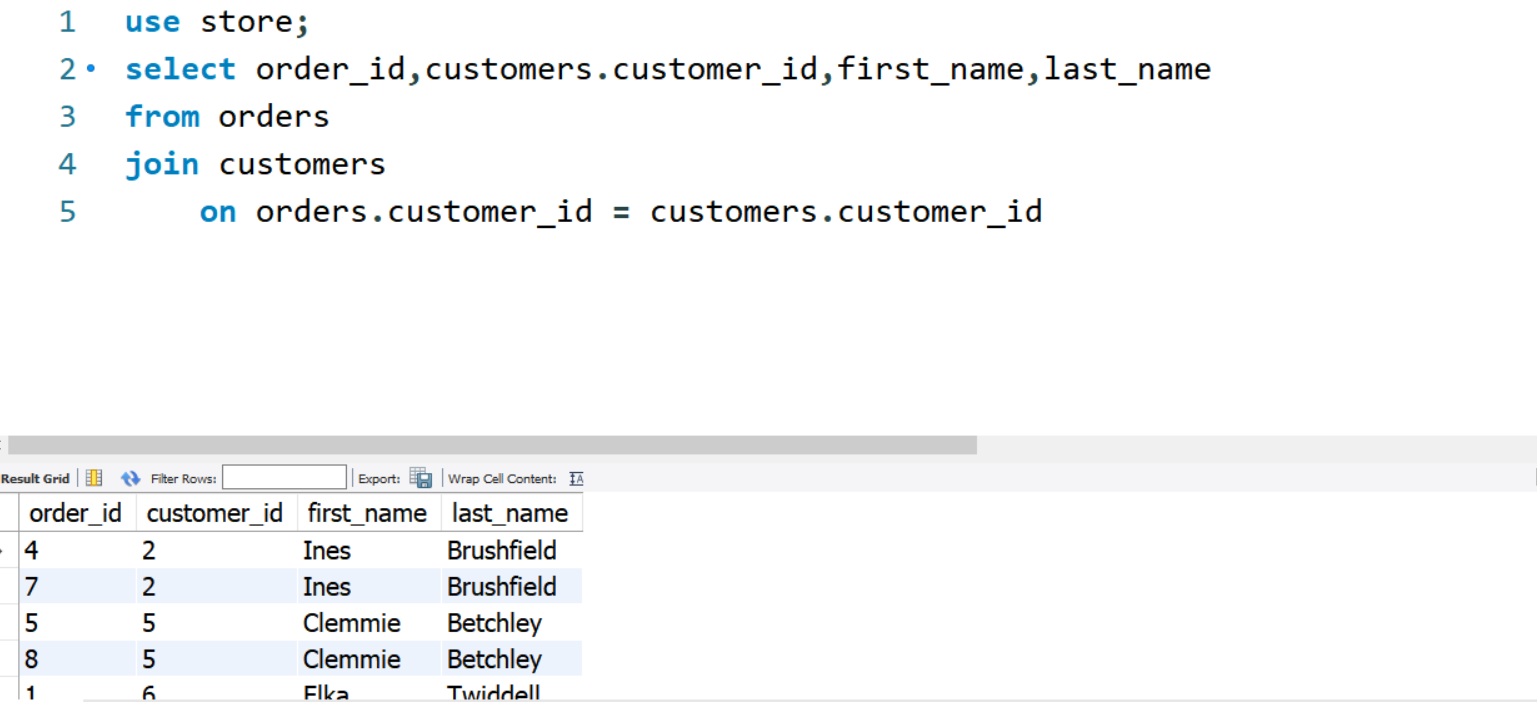 1 use store;
2 select order_id,customers.customer_id,first_name,last_name
3 from orders
4 join customers
5 on orders.customer_id = customers.customer_id
Result Grid Filter Rows: Export: Wrap Cell Content:
order_id customer_id first_name last_name
4 2 Ines Brushfield
7 2 Ines Brushfield
5 5 Clemmie Betchley
8 5 Clemmie Betchley
1 6 Elka Twiddell